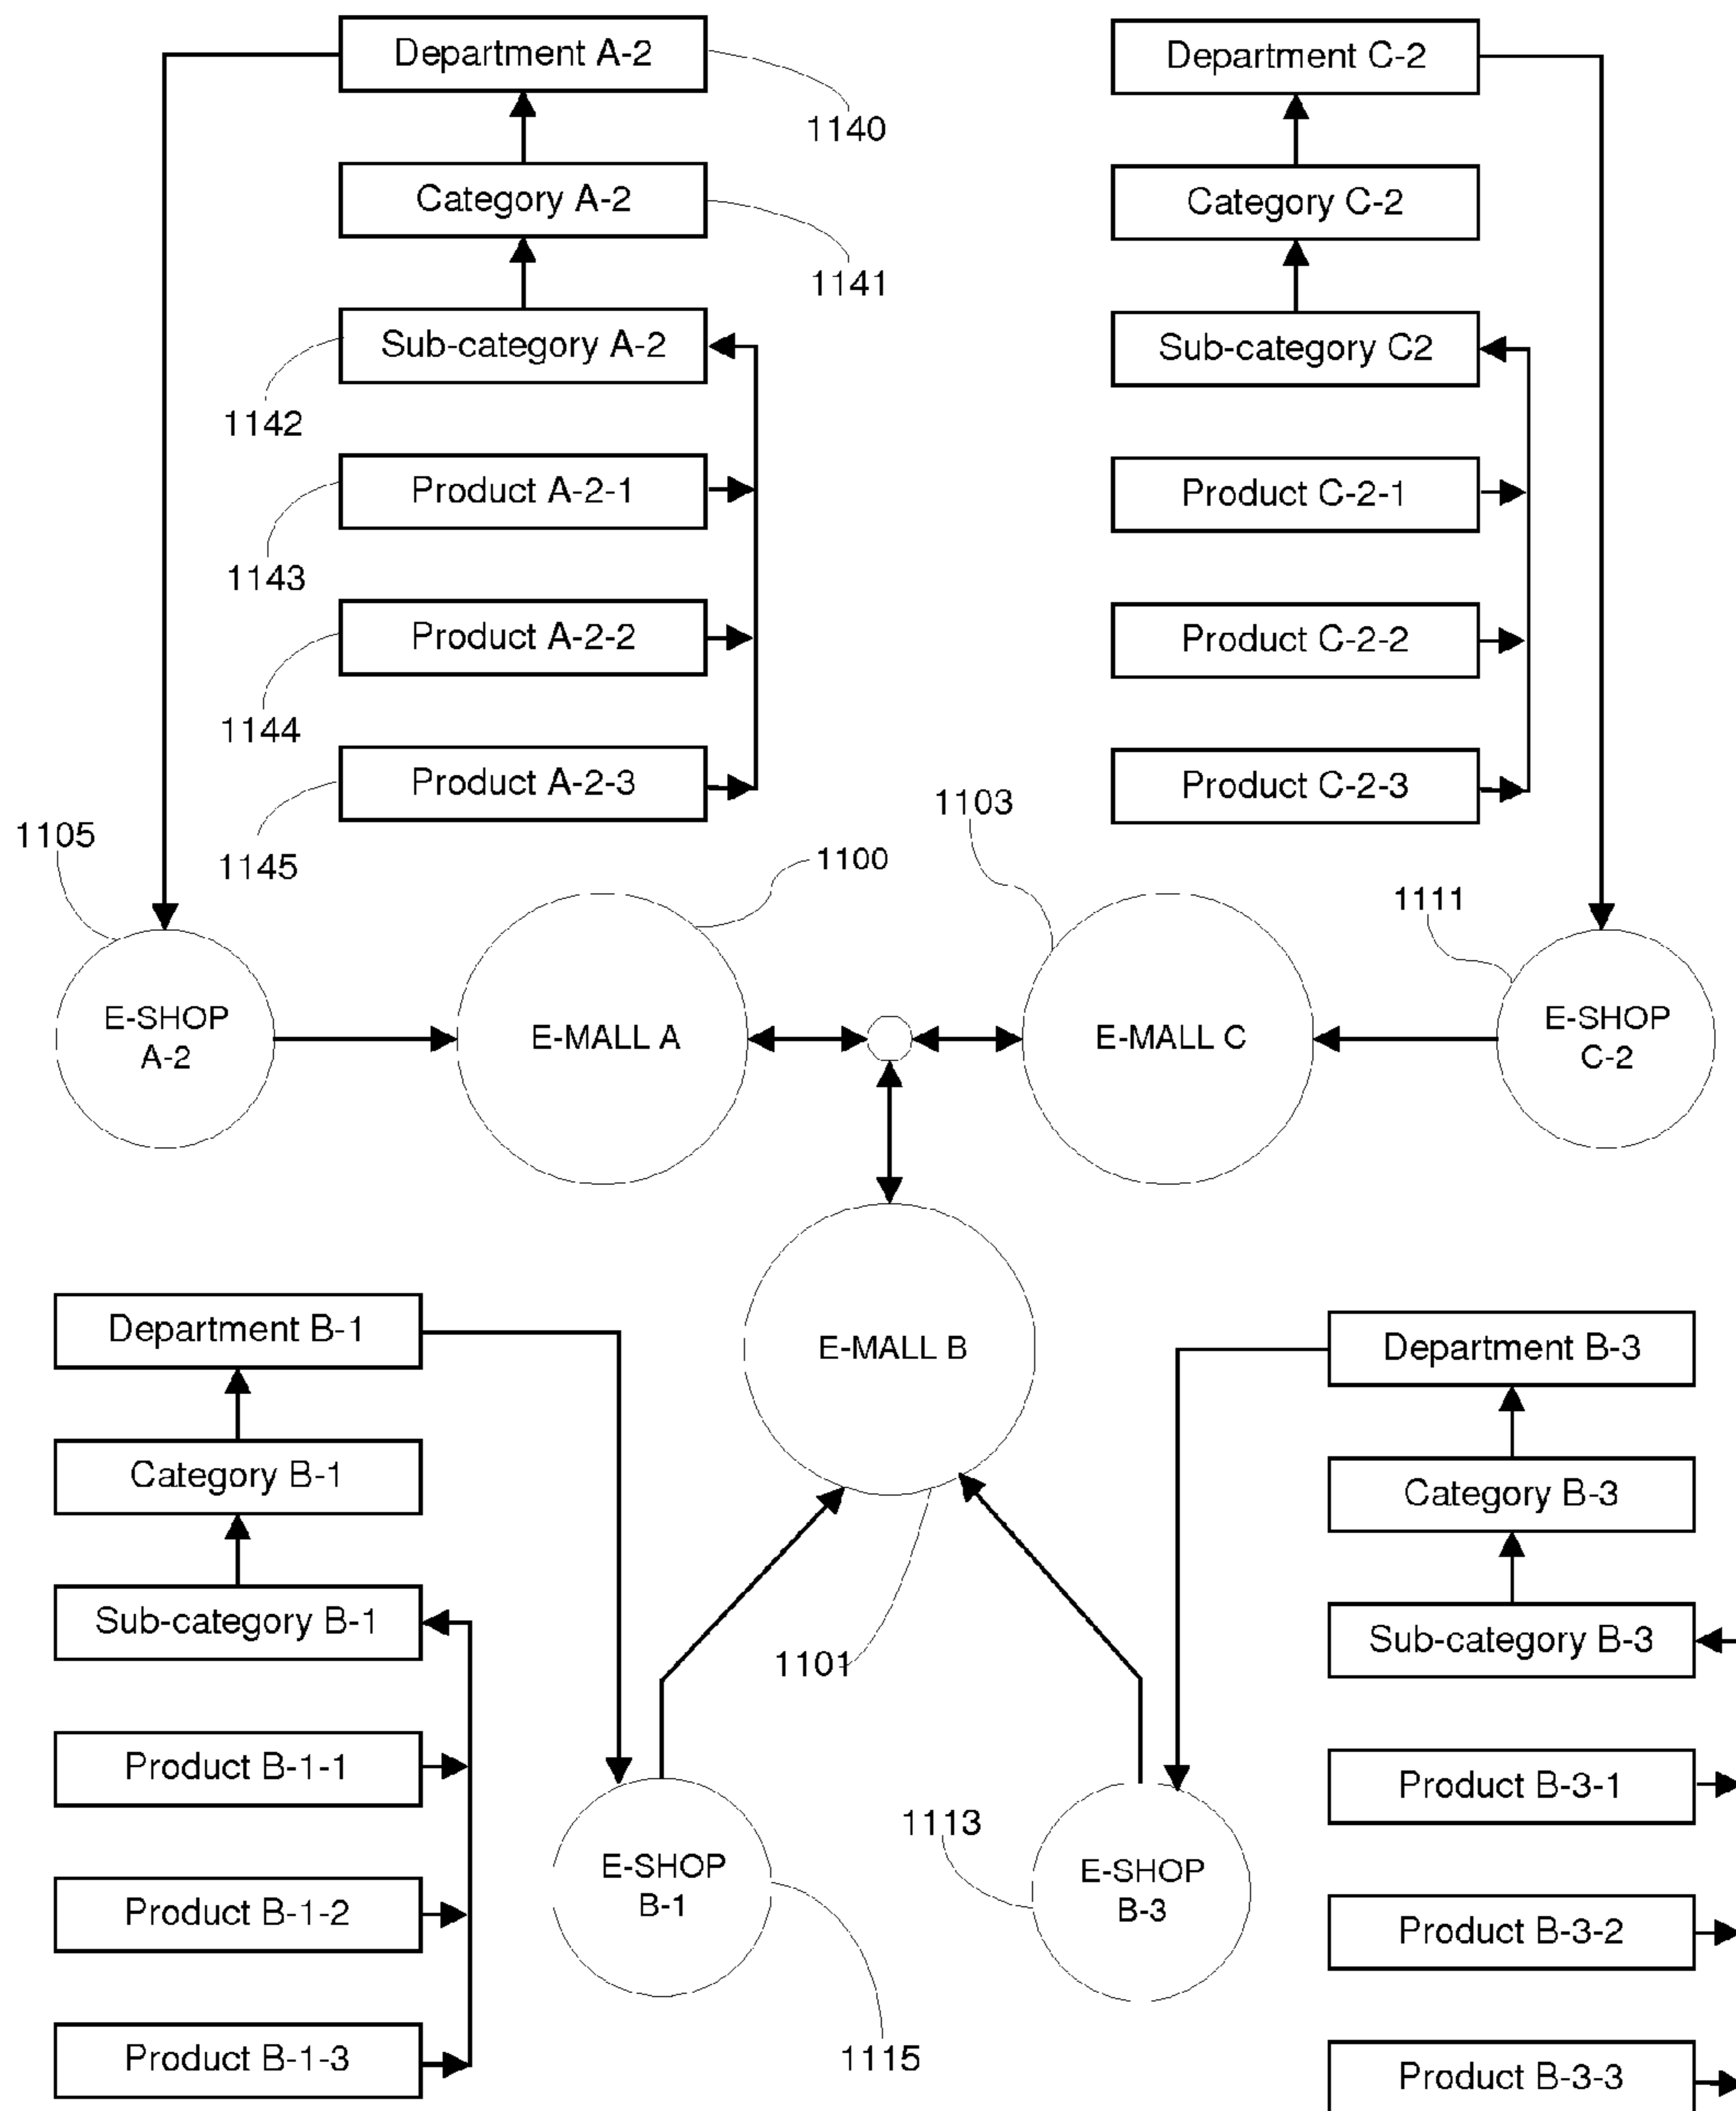 Department A-2
1140
Category A-2
1141
Sub-category A-2
1142
Product A-2-1
1143
Product A-2-2
1144
Product A-2-3
1145
Department C-2
Category C-2
Sub-category C2
Product C-2-1
Product C-2-2
Product C-2-3
1105
1100
1103
1111
E-SHOP
A-2
E-MALL A
E-MALL C
E-SHOP
C-2
E-MALL B
1101
Department B-1
Category B-1
Sub-category B-1
Product B-1-1
Product B-1-2
Product B-1-3
E-SHOP
B-1
1115
1113
E-SHOP
B-3
Department B-3
Category B-3
Sub-category B-3
Product B-3-1
Product B-3-2
Product B-3-3